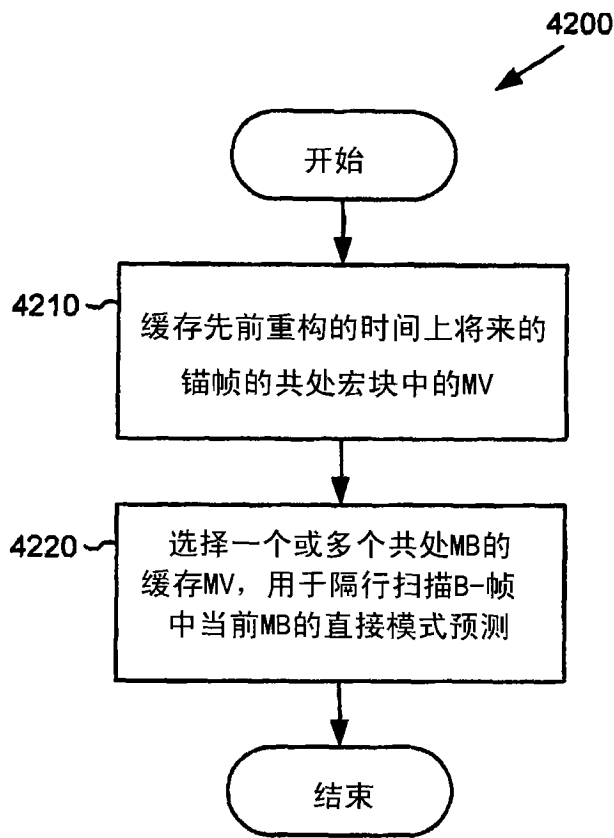 4200
开始
4210
缓存先前重构的时间上将来的
锚帧的共处宏块中的MV
4220
选择一个或多个共处MB的
缓存MV,用于隔行扫描B-帧
中当前MB的直接模式预测
结束